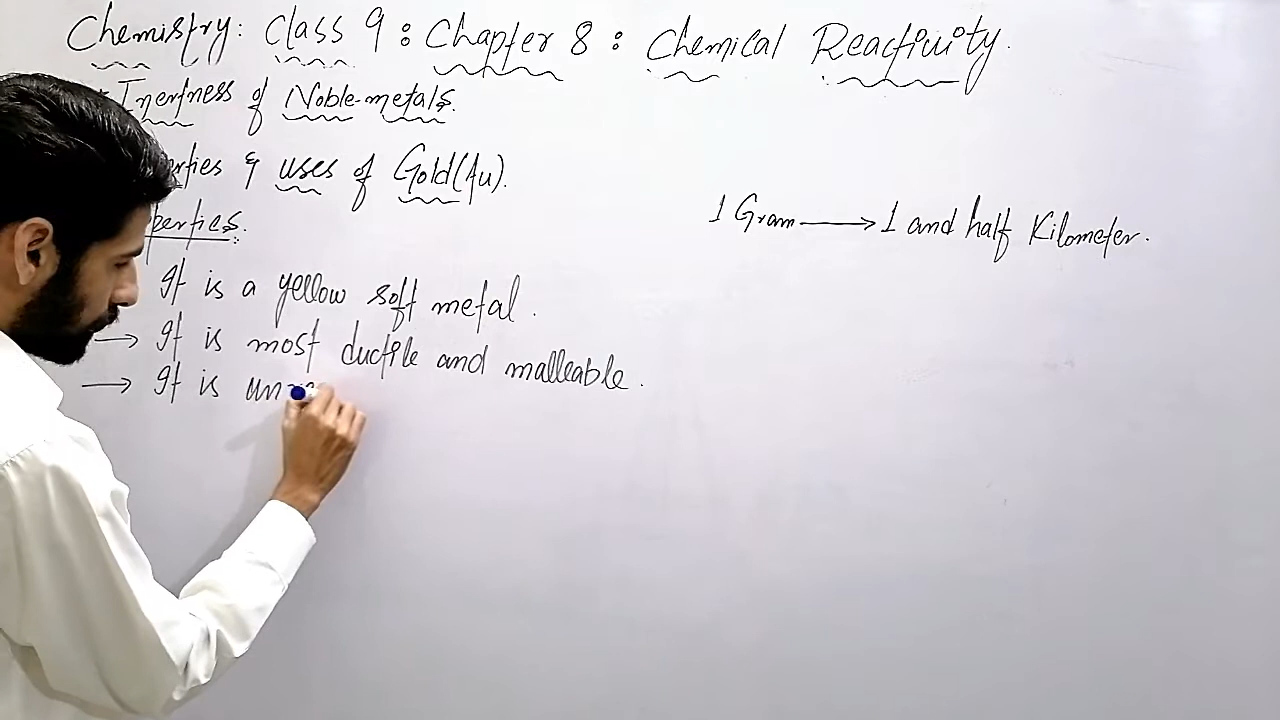 Chemistry: Class 9 : Chapter 8 : Chemical Reactivity.
Inertness of Noble-metals.
& uses of Gold(Au).
1 Gram → 1 and half Kilometer.
It is a yellow soft metal.
→ It is most ductile and malleable.
→ It is